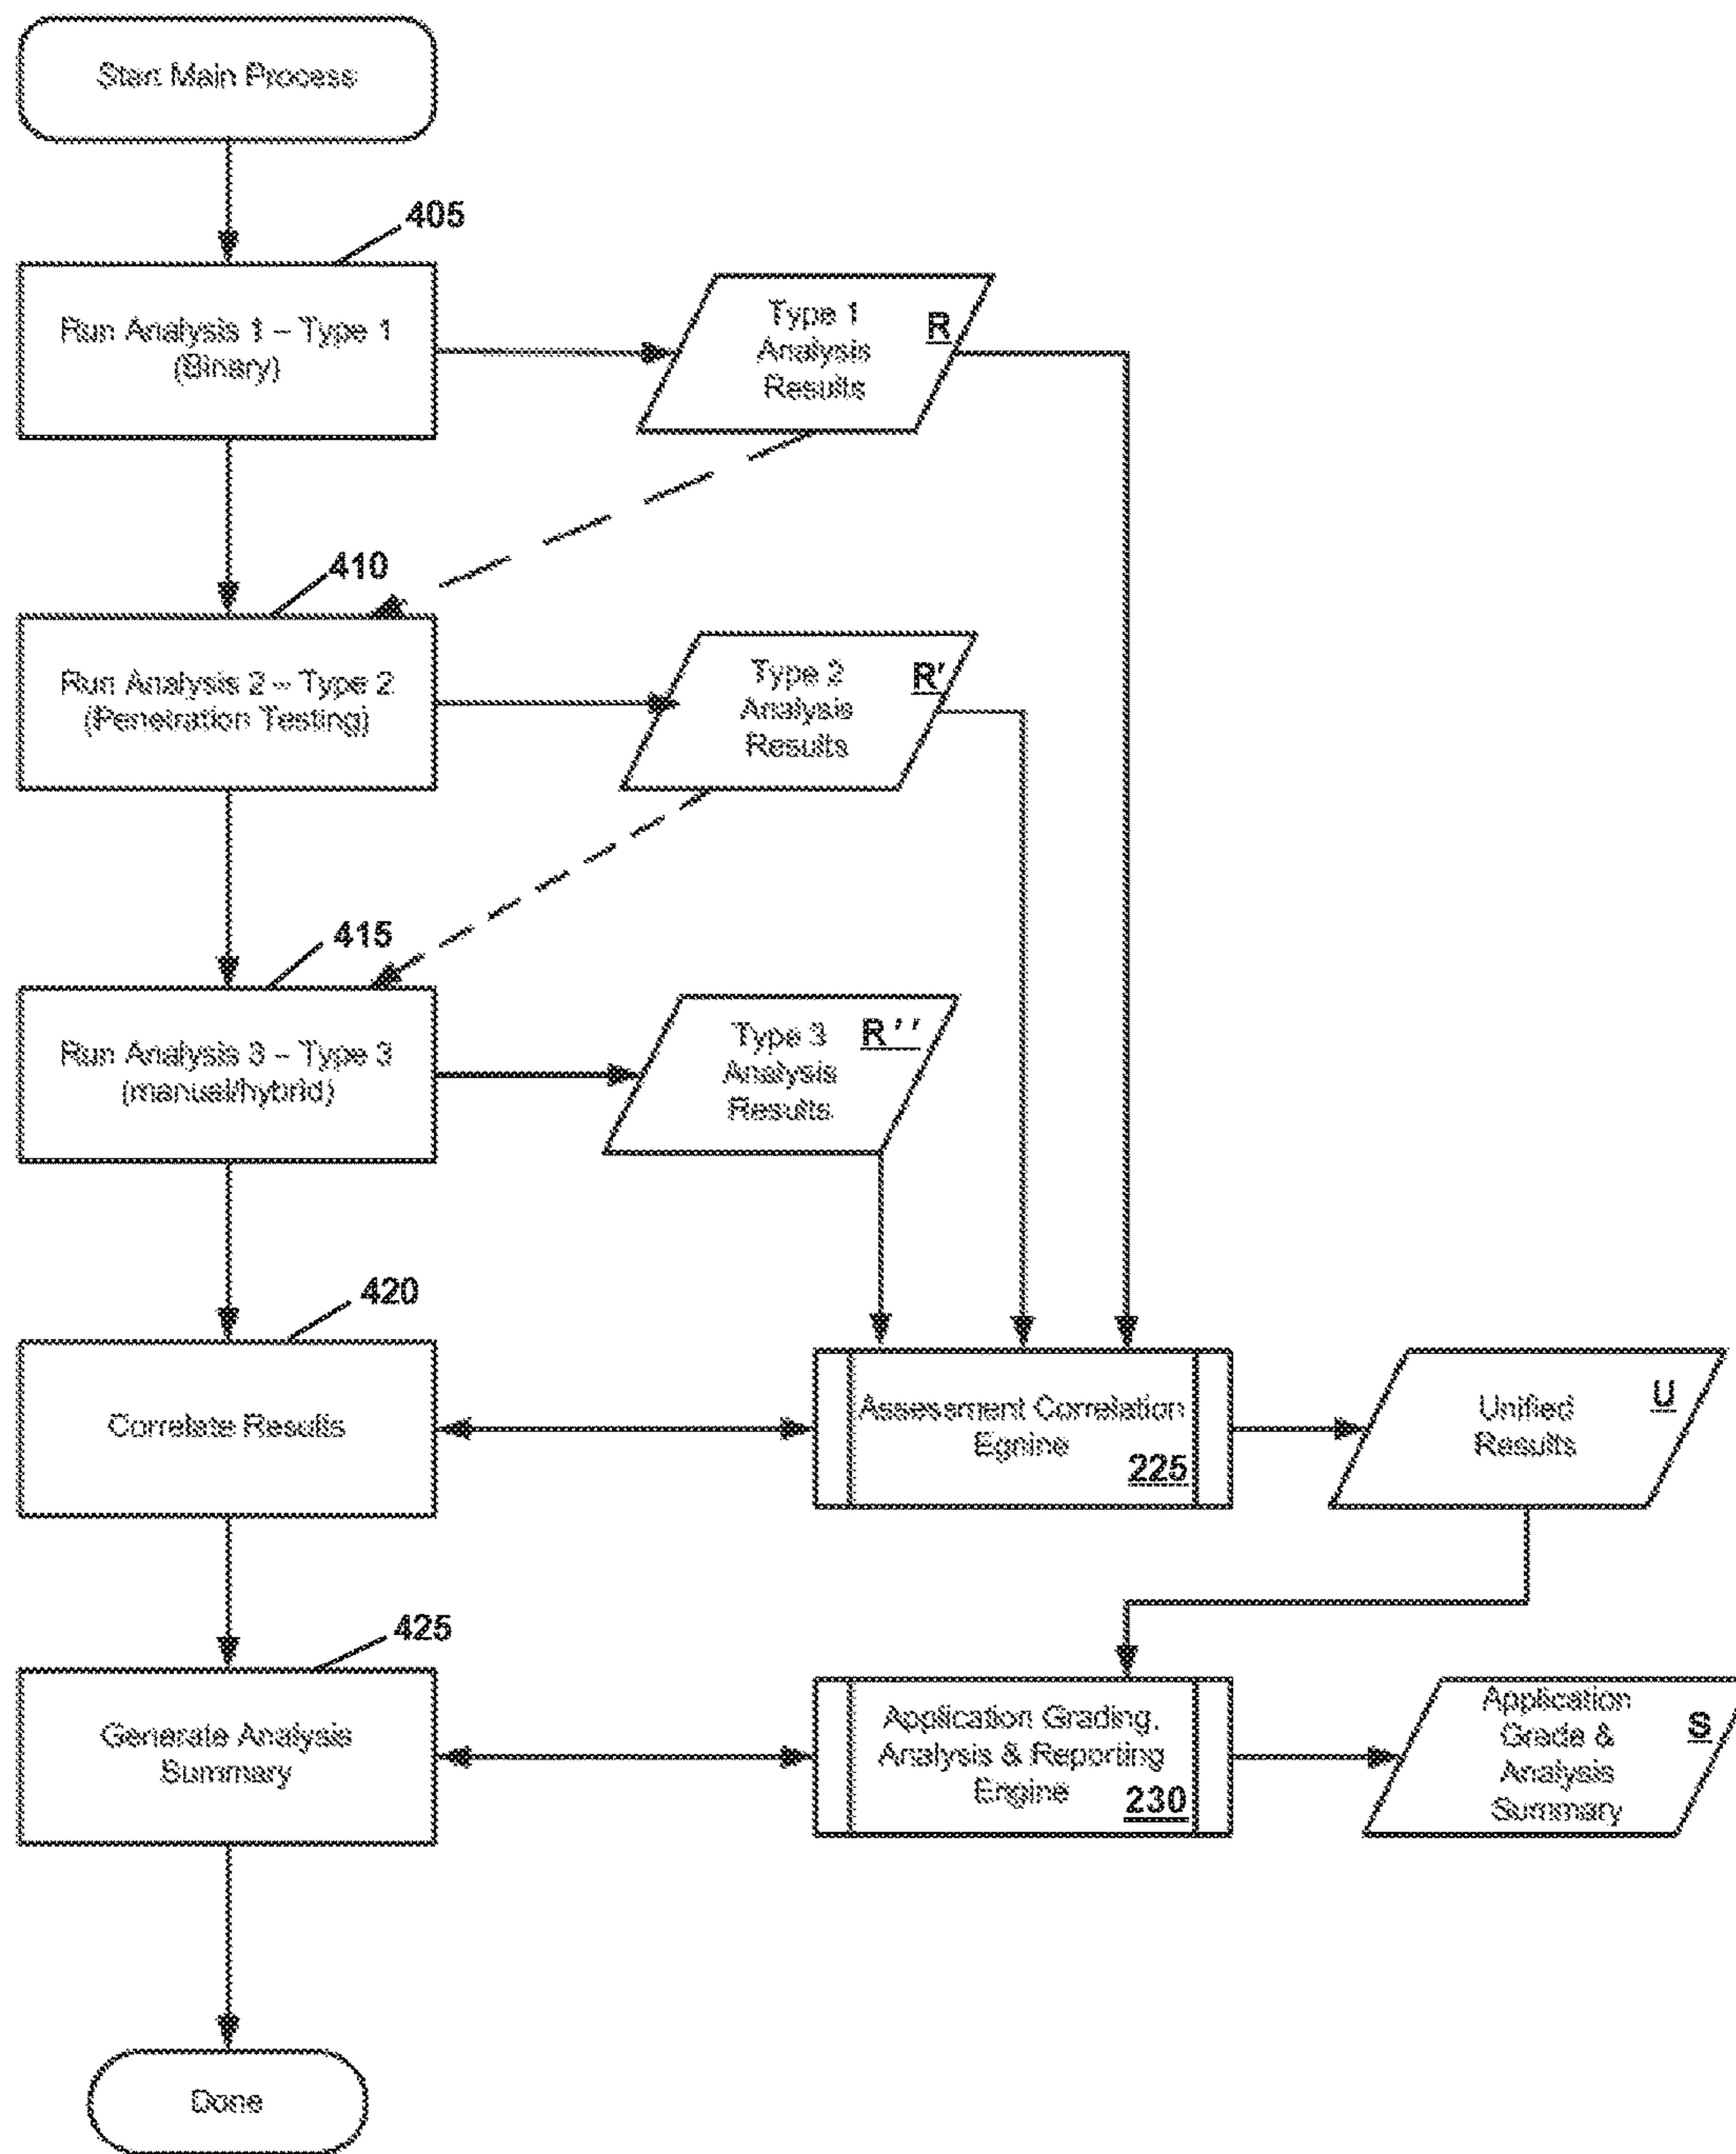 Start Main Process
405
Run Analysis 1 – Type 1
(Binary)
Type 1
Analysis
Results
R
410
Run Analysis 2 – Type 2
(Penetration Testing)
Type 2
Analysis
Results
R'
415
Run Analysis 3 – Type 3
(manual/hybrid)
Type 3
Analysis
Results
R''
420
Correlate Results
Assessment Correlation
Egnine
225
Unified
Results
U
425
Generate Analysis
Summary
Application Grading,
Analysis & Reporting
Engine
230
Application
Grade &
Analysis
Summary
S
Done